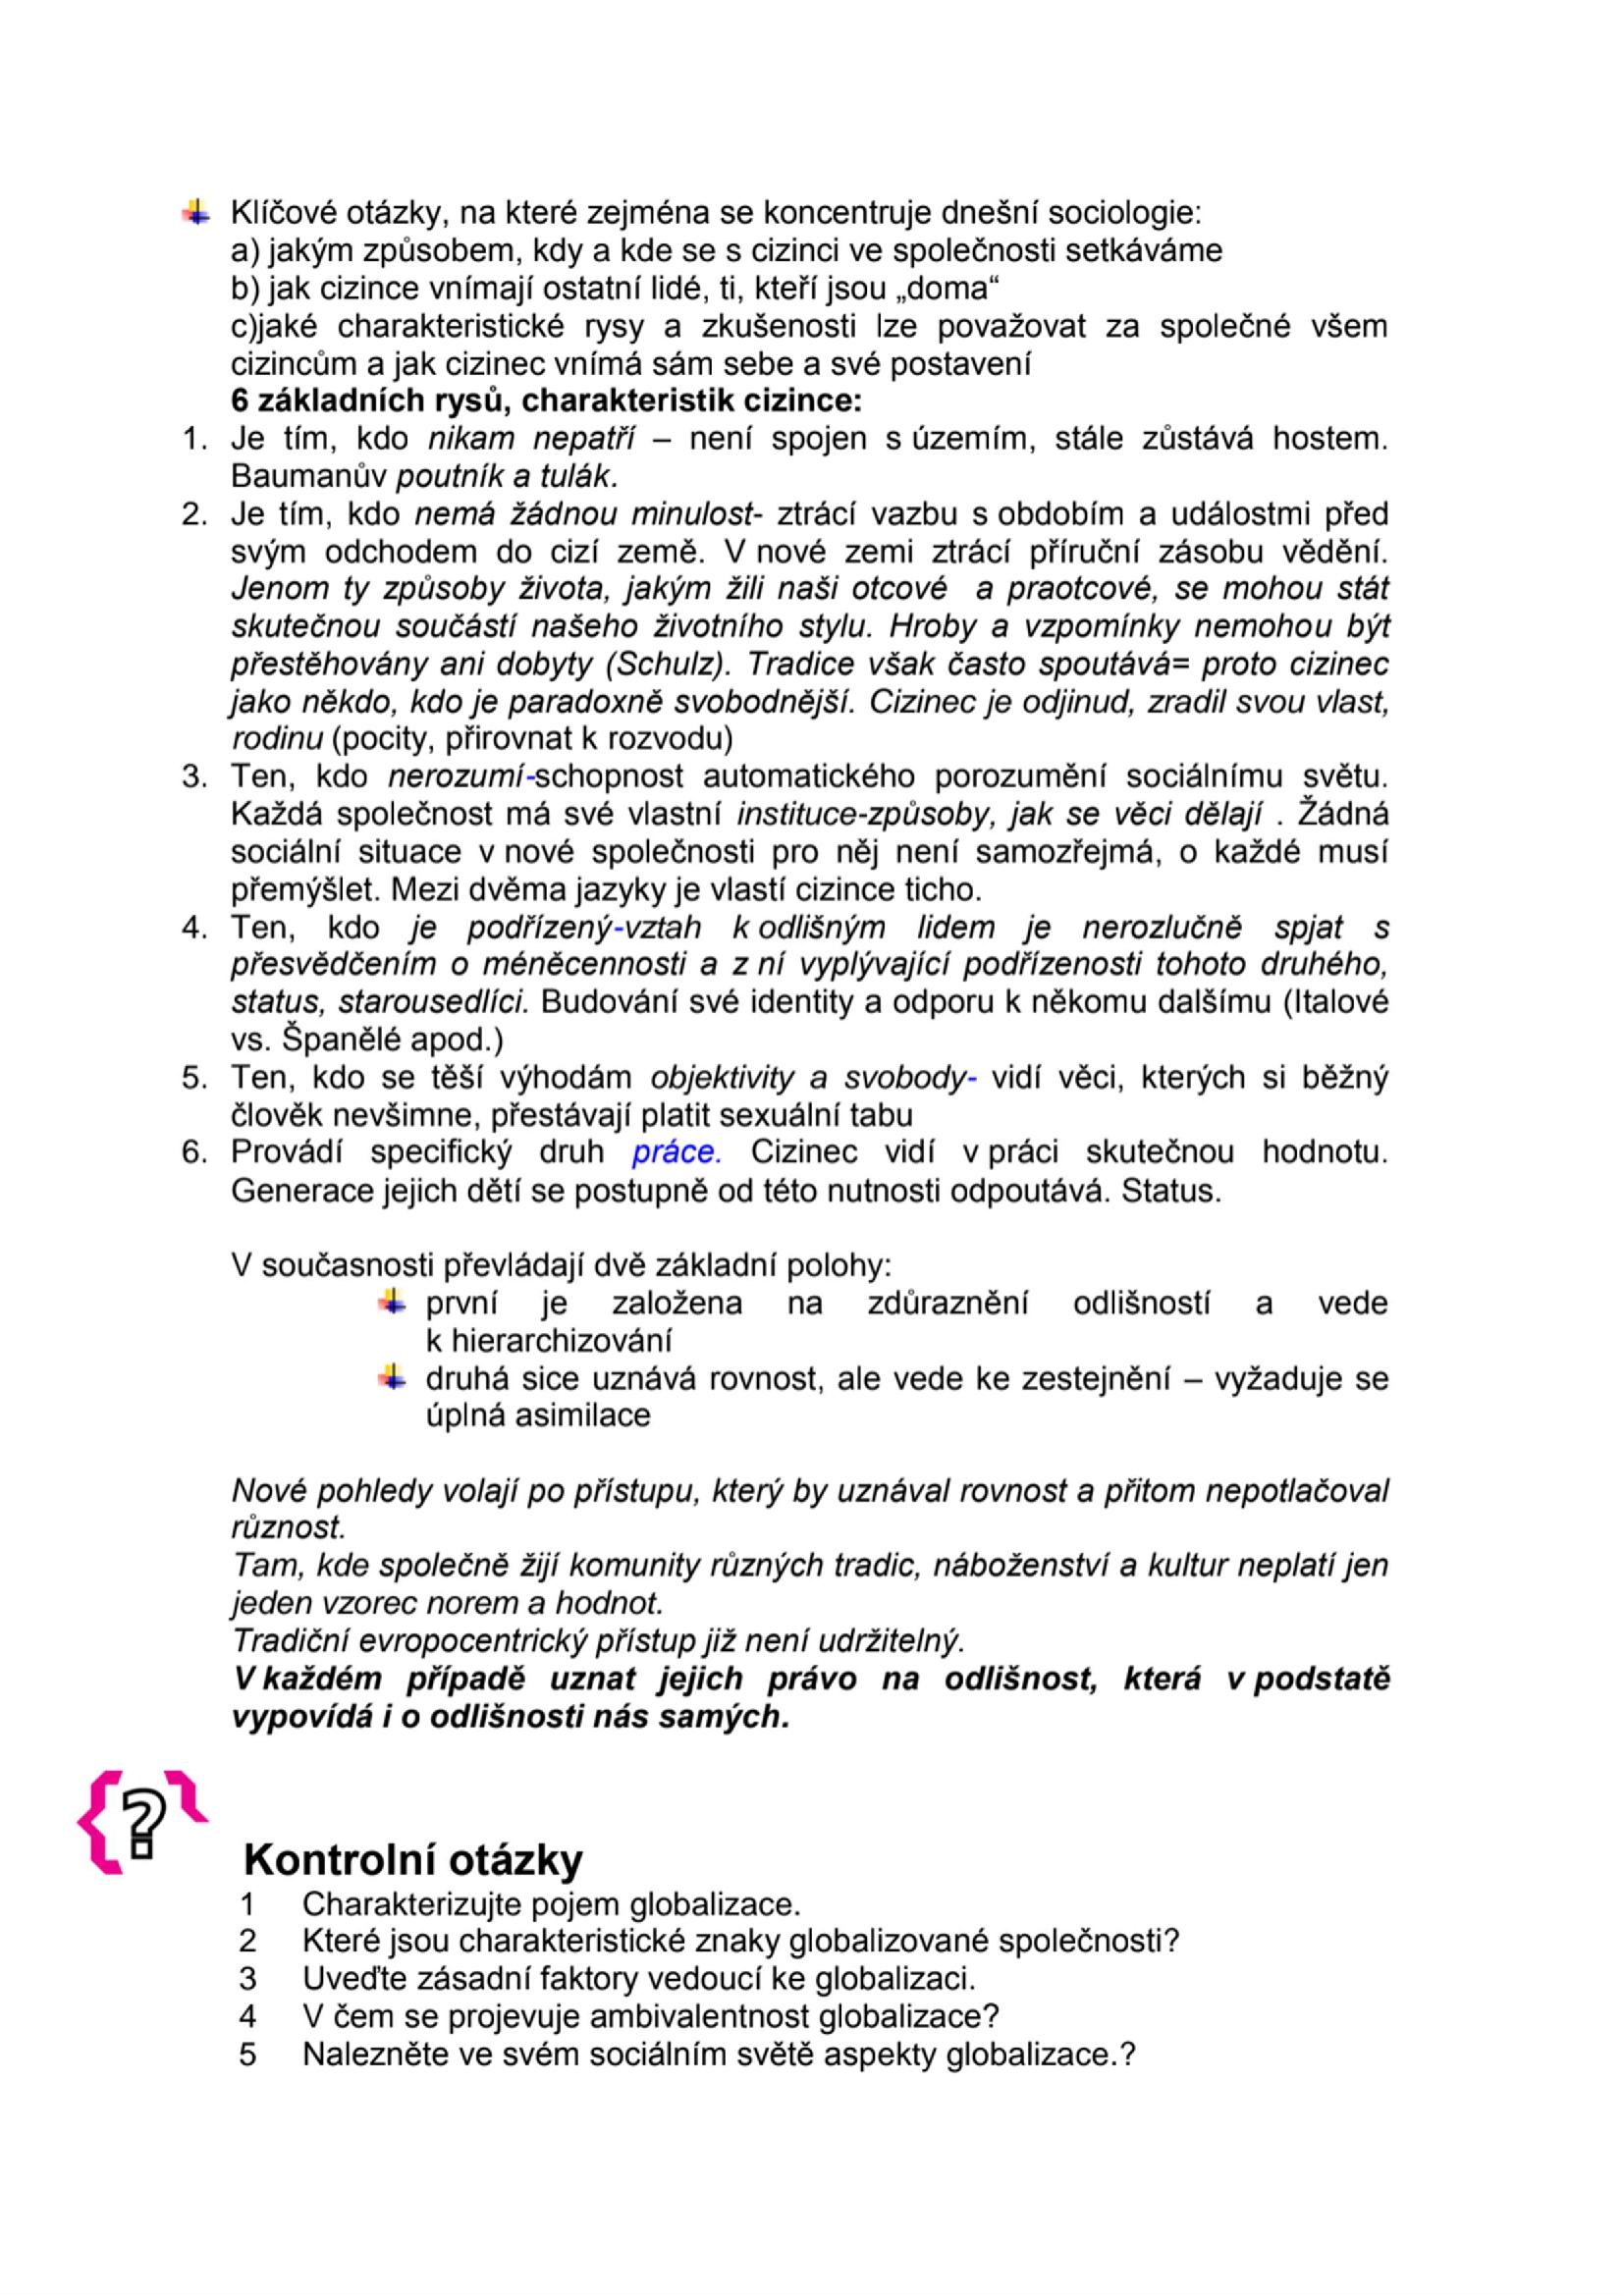 Klíčové otázky, na které zejména se koncentruje dnešní sociologie:
a) jakým způsobem, kdy a kde se s cizinci ve společnosti setkáváme
b) jak cizince vnímají ostatní lidé, ti, kteří jsou „doma“
c)jaké charakteristické rysy a zkušenosti lze považovat za společné všem
cizincům a jak cizinec vnímá sám sebe a své postavení
6 základních rysů, charakteristik cizince:
1. Je tím, kdo nikam nepatří – není spojen s územím, stále zůstává hostem.
Baumanův poutník a tulák.
2. Je tím, kdo nemá žádnou minulost- ztrácí vazbu s obdobím a událostmi před
svým odchodem do cizí země. V nové zemi ztrácí příruční zásobu vědění.
Jenom ty způsoby života, jakým žili naši otcové a praotcové, se mohou stát
skutečnou součástí našeho životního stylu. Hroby a vzpomínky nemohou být
přestěhovány ani dobyty (Schulz). Tradice však často spoutává= proto cizinec
jako někdo, kdo je paradoxně svobodnější. Cizinec je odjinud, zradil svou vlast,
rodinu (pocity, přirovnat k rozvodu)
3. Ten, kdo nerozumí-schopnost automatického porozumění sociálnímu světu.
Každá společnost má své vlastní instituce-způsoby, jak se věci dělají . Žádná
sociální situace v nové společnosti pro něj není samozřejmá, o každé musí
přemýšlet. Mezi dvěma jazyky je vlastí cizince ticho.
4. Ten, kdo je podřízený-vztah k odlišným lidem je nerozlučně spjat s
přesvědčením o méněcennosti a z ní vyplývající podřízenosti tohoto druhého,
status, starousedlíci. Budování své identity a odporu k někomu dalšímu (Italové
vs. Španělé apod.)
5. Ten, kdo se těší výhodám objektivity a svobody- vidí věci, kterých si běžný
člověk nevšimne, přestávají platit sexuální tabu
6. Provádí specifický druh práce. Cizinec vidí v práci skutečnou hodnotu.
Generace jejich dětí se postupně od této nutnosti odpoutává. Status.
V současnosti převládají dvě základní polohy:
první je založena na zdůraznění odlišností a vede
k hierarchizování
druhá sice uznává rovnost, ale vede ke zestejnění – vyžaduje se
úplná asimilace
Nové pohledy volají po přístupu, který by uznával rovnost a přitom nepotlačoval
různost.
Tam, kde společně žijí komunity různých tradic, náboženství a kultur neplatí jen
jeden vzorec norem a hodnot.
Tradiční evropocentrický přístup již není udržitelný.
V každém případě uznat jejich právo na odlišnost, která v podstatě
vypovídá i o odlišnosti nás samých.
{?
Kontrolní otázky
1 Charakterizujte pojem globalizace.
2 Které jsou charakteristické znaky globalizované společnosti?
3 Uveďte zásadní faktory vedoucí ke globalizaci.
4 V čem se projevuje ambivalentnost globalizace?
5 Nalezněte ve svém sociálním světě aspekty globalizace.?